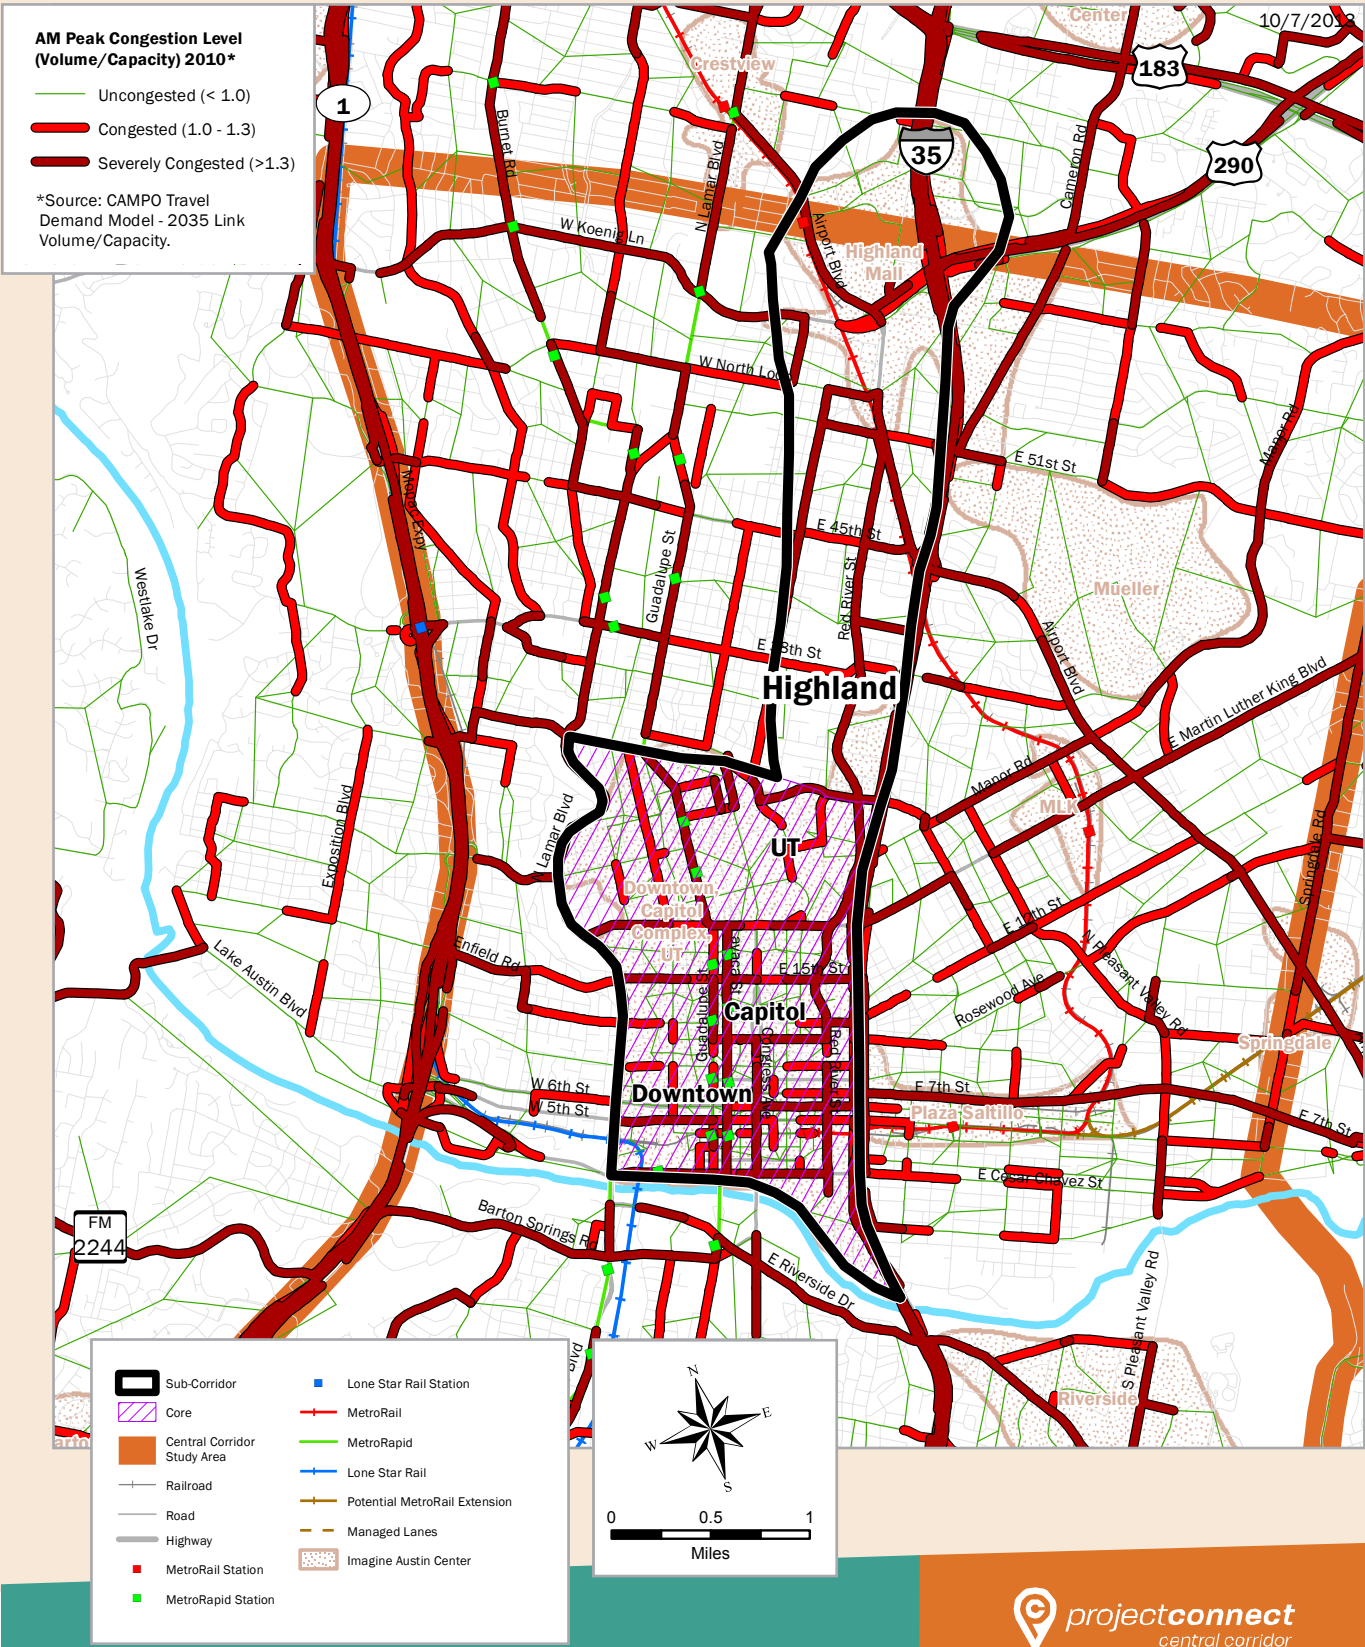 10/7/2013
AM Peak Congestion Level
(Volume/Capacity) 2010*
Uncongested (< 1.0)
Congested (1.0 - 1.3)
Severely Congested (>1.3)
*Source: CAMPO Travel
Demand Model - 2035 Link
Volume/Capacity.
1
Center
183
Crestview
Burnet Rd
N Lamar Blvd
35
290
Cameron Rd
W Koenig Ln
Airport Blvd
Highland
Mall
W North Loop
Manor Rd
E 51st St
Mopac Expy
E 45th St
Guadalupe St
Red River St
Westlake Dr
Mueller
Airport Blvd
E 38th St
Highland
E Martin Luther King Blvd
Manor Rd
MLK
Exposition Blvd
N Lamar Blvd
UT
Springdale Rd
Downtown,
Capitol
Complex,
UT
E 12th St
Enfield Rd
Lake Austin Blvd
E 15th St
N Pleasant Valley Rd
Rosewood Ave
Guadalupe St
Capitol
Congress Ave
Red River St
Springdale
W 6th St
W 5th St
Downtown
E 7th St
Plaza Saltillo
E 7th St
E Cesar Chavez St
FM
2244
Barton Springs Rd
E Riverside Dr
S Pleasant Valley Rd
Riverside
Blvd
Sub-Corridor
Core
Central Corridor
Study Area
Railroad
Road
Highway
MetroRail Station
MetroRapid Station
Lone Star Rail Station
MetroRail
MetroRapid
Lone Star Rail
Potential MetroRail Extension
Managed Lanes
Imagine Austin Center
N
E
W
S
0 0.5 1
Miles
projectconnect
central corridor